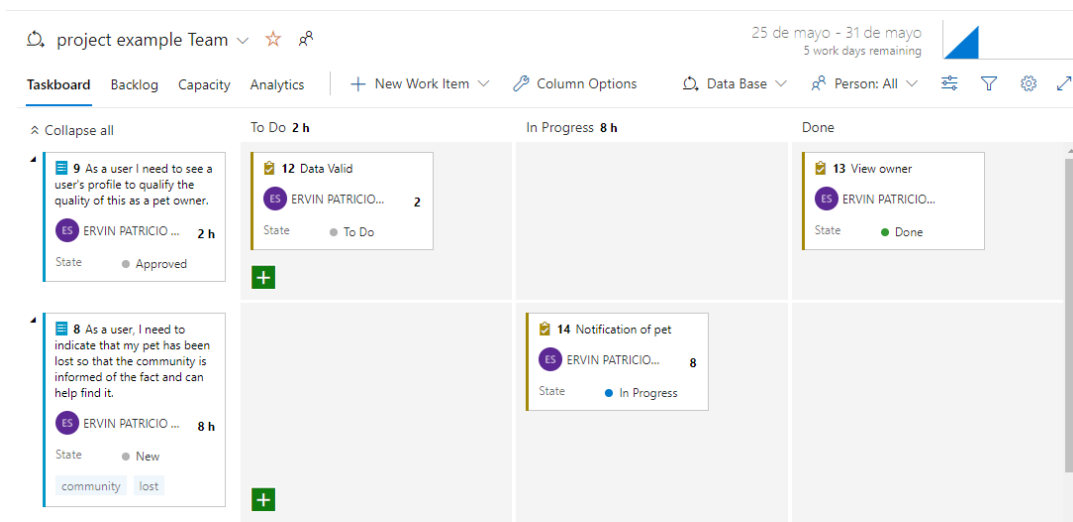 project example Team
25 de mayo - 31 de mayo
5 work days remaining
Taskboard Backlog Capacity Analytics New Work Item Column Options Data Base Person: All
Collapse all To Do 2 h In Progress 8 h Done
9 As a user I need to see a
user's profile to qualify the
quality of this as a pet owner.
ES ERVIN PATRICIO ... 2 h
State Approved
12 Data Valid
ES ERVIN PATRICIO... 2
State To Do
13 View owner
ES ERVIN PATRICIO...
State Done
8 As a user, I need to
indicate that my pet has been
lost so that the community is
informed of the fact and can
help find it.
ES ERVIN PATRICIO ... 8 h
State New
community lost
14 Notification of pet
ES ERVIN PATRICIO... 8
State In Progress